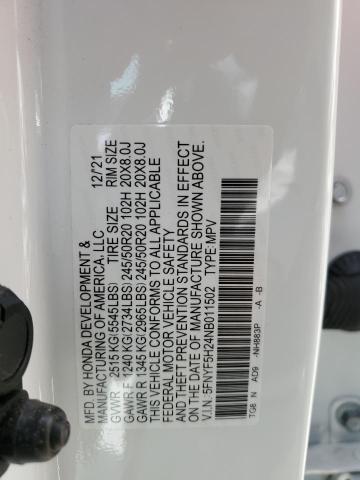 MFD. BY HONDA DEVELOPMENT &
MANUFACTURING OF AMERICA, LLC 12/'21
TIRE SIZE RIM SIZE
GVWR 2515 KG(5545LBS)
GAWR F 1240 KG(2734LBS) 245/50R20 102H 20X8.0J
GAWR R 1345 KG(2966LBS) 245/50R20 102H 20X8.0J
THIS VEHICLE CONFORMS TO ALL APPLICABLE
FEDERAL MOTOR VEHICLE SAFETY
AND THEFT PREVENTION STANDARDS IN EFFECT
ON THE DATE OF MANUFACTURE SHOWN ABOVE.
V.I.N. 5FNYF5H24NB011502 TYPE:MPV
TG8 N AD9 -NH883P -A -B